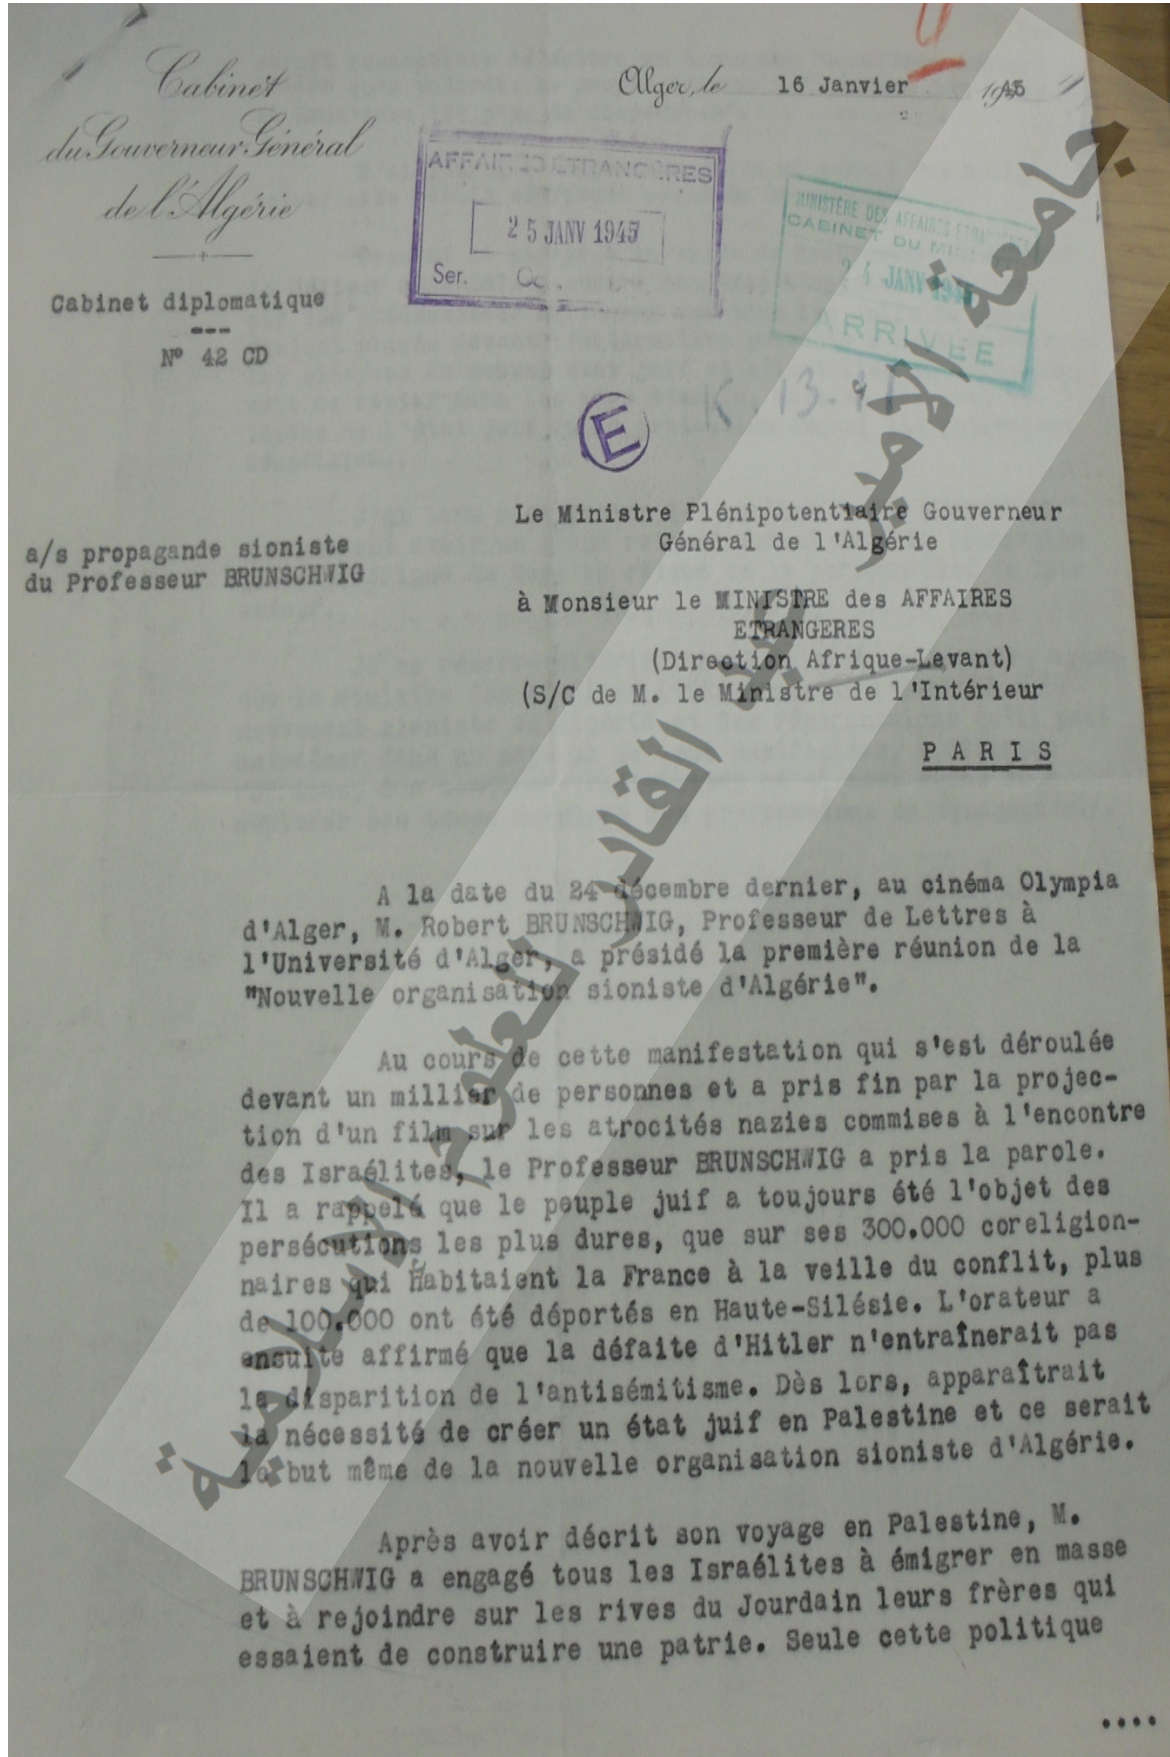 Cabinet
du Gouverneur Général
de l'Algérie
Cabinet diplomatique
---
Nº 42 CD
Alger, le 16 Janvier 1945
AFFAIRES ETRANGERES
25 JANV 1945
Ser.
MINISTÈRE DES AFFAIRES ETRANGÈRES
CABINET DU MINISTRE
24 JANV 1945
ARRIVEE
K. 13. 11
E
a/s propagande sioniste
du Professeur BRUNSCHWIG
Le Ministre Plénipotentiaire Gouverneur
Général de l'Algérie
à Monsieur le MINISTRE des AFFAIRES
ETRANGERES
(Direction Afrique-Levant)
(S/C de M. le Ministre de l'Intérieur
PARIS
A la date du 24 décembre dernier, au cinéma Olympia
d'Alger, M. Robert BRUNSCHWIG, Professeur de Lettres à
l'Université d'Alger, a présidé la première réunion de la
"Nouvelle organisation sioniste d'Algérie".
Au cours de cette manifestation qui s'est déroulée
devant un millier de personnes et a pris fin par la projec-
tion d'un film sur les atrocités nazies commises à l'encontre
des Israélites, le Professeur BRUNSCHWIG a pris la parole.
Il a rappelé que le peuple juif a toujours été l'objet des
persécutions les plus dures, que sur ses 300.000 coreligion-
naires qui habitaient la France à la veille du conflit, plus
de 100.000 ont été déportés en Haute-Silésie. L'orateur a
ensuite affirmé que la défaite d'Hitler n'entraînerait pas
la disparition de l'antisémitisme. Dès lors, apparaîtrait
la nécessité de créer un état juif en Palestine et ce serait
le but même de la nouvelle organisation sioniste d'Algérie.
Après avoir décrit son voyage en Palestine, M.
BRUNSCHWIG a engagé tous les Israélites à émigrer en masse
et à rejoindre sur les rives du Jourdain leurs frères qui
essaient de construire une patrie. Seule cette politique
....
جامعة الأمير عبد القادر للعلوم الإسلامية